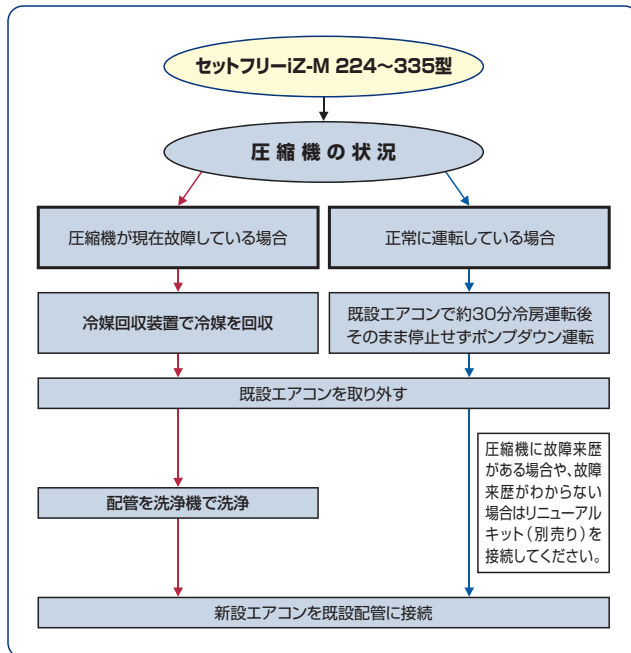 セットフリーiZ-M 224～335型
圧縮機の状況
圧縮機が現在故障している場合
正常に運転している場合
冷媒回収装置で冷媒を回収
既設エアコンで約30分冷房運転後
そのまま停止せずポンプダウン運転
既設エアコンを取り外す
圧縮機に故障来歴
がある場合や、故障
来歴がわからない
場合はリニューアル
キット（別売り）を
接続してください。
配管を洗浄機で洗浄
新設エアコンを既設配管に接続